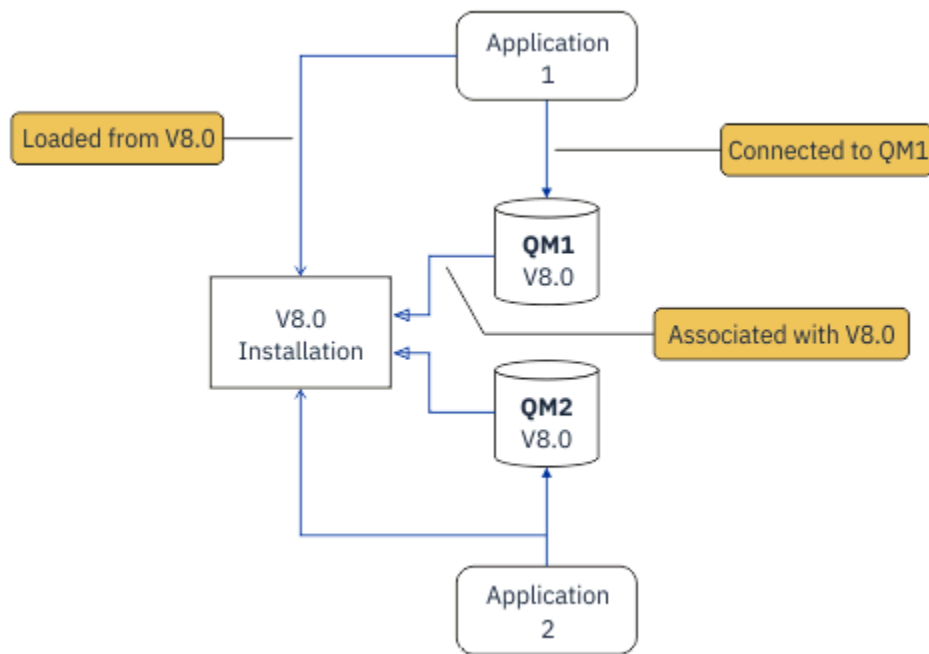 Application
1
Loaded from V8.0
Connected to QM1
QM1
V8.0
V8.0
Installation
Associated with V8.0
QM2
V8.0
Application
2